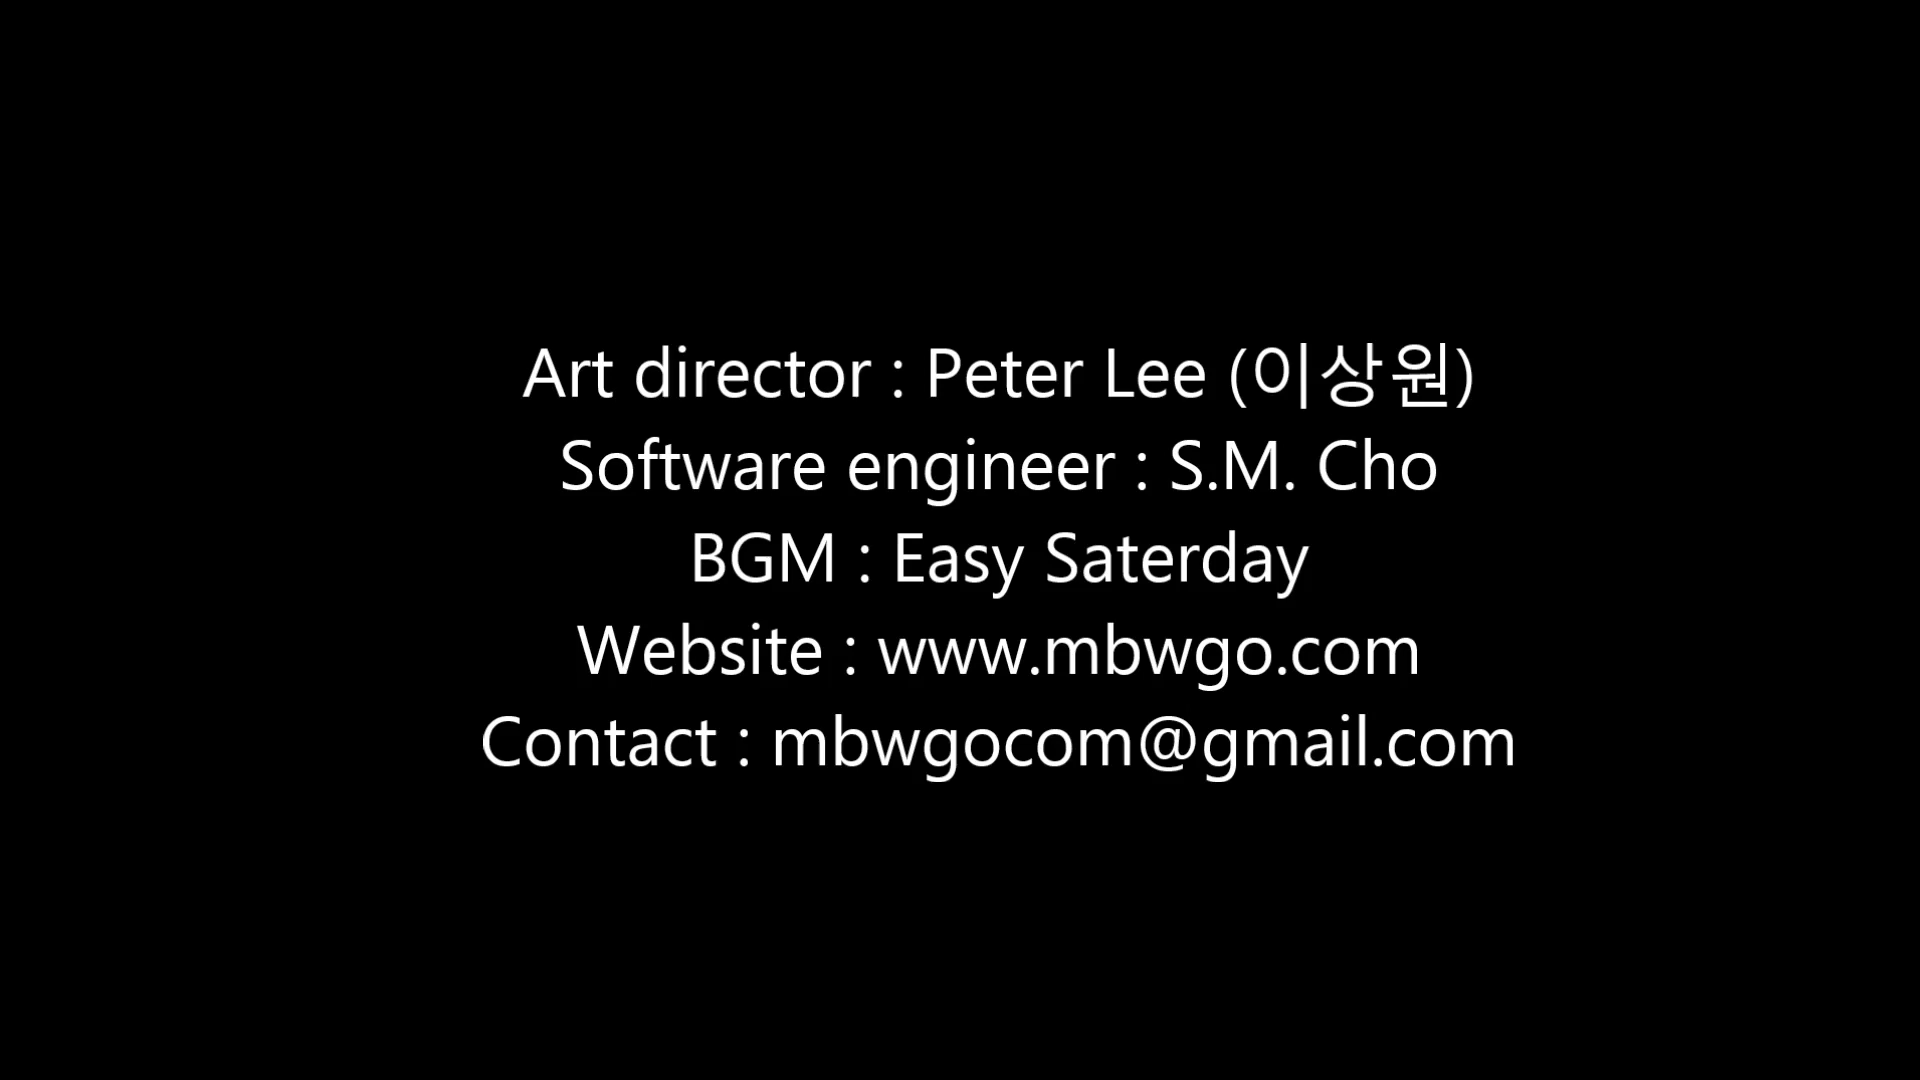 Art director : Peter Lee (이상원)
Software engineer : S.M. Cho
BGM : Easy Saterday
Website : www.mbwgo.com
Contact : mbwgocom@gmail.com